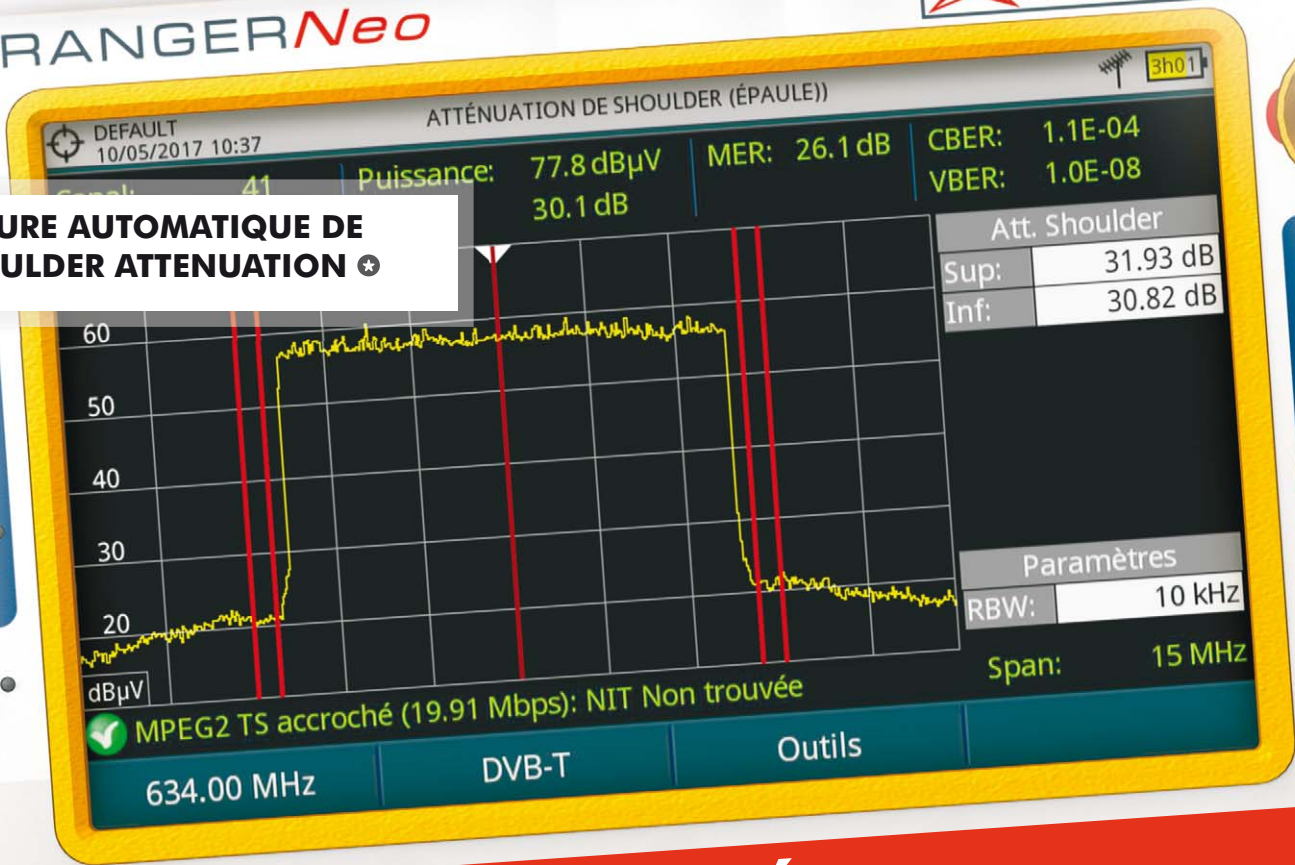 RANGERNeo
DEFAULT
10/05/2017 10:37
ATTÉNUATION DE SHOULDER (ÉPAULE))
3h01
41
Puissance: 77.8 dBµV
30.1 dB
MER: 26.1 dB
CBER: 1.1E-04
VBER: 1.0E-08
URE AUTOMATIQUE DE
ULDER ATTENUATION
Att. Shoulder
Sup: 31.93 dB
Inf: 30.82 dB
60
50
40
30
20
dBµV
Paramètres
RBW: 10 kHz
Span: 15 MHz
MPEG2 TS accroché (19.91 Mbps): NIT Non trouvée
634.00 MHz
DVB-T
Outils